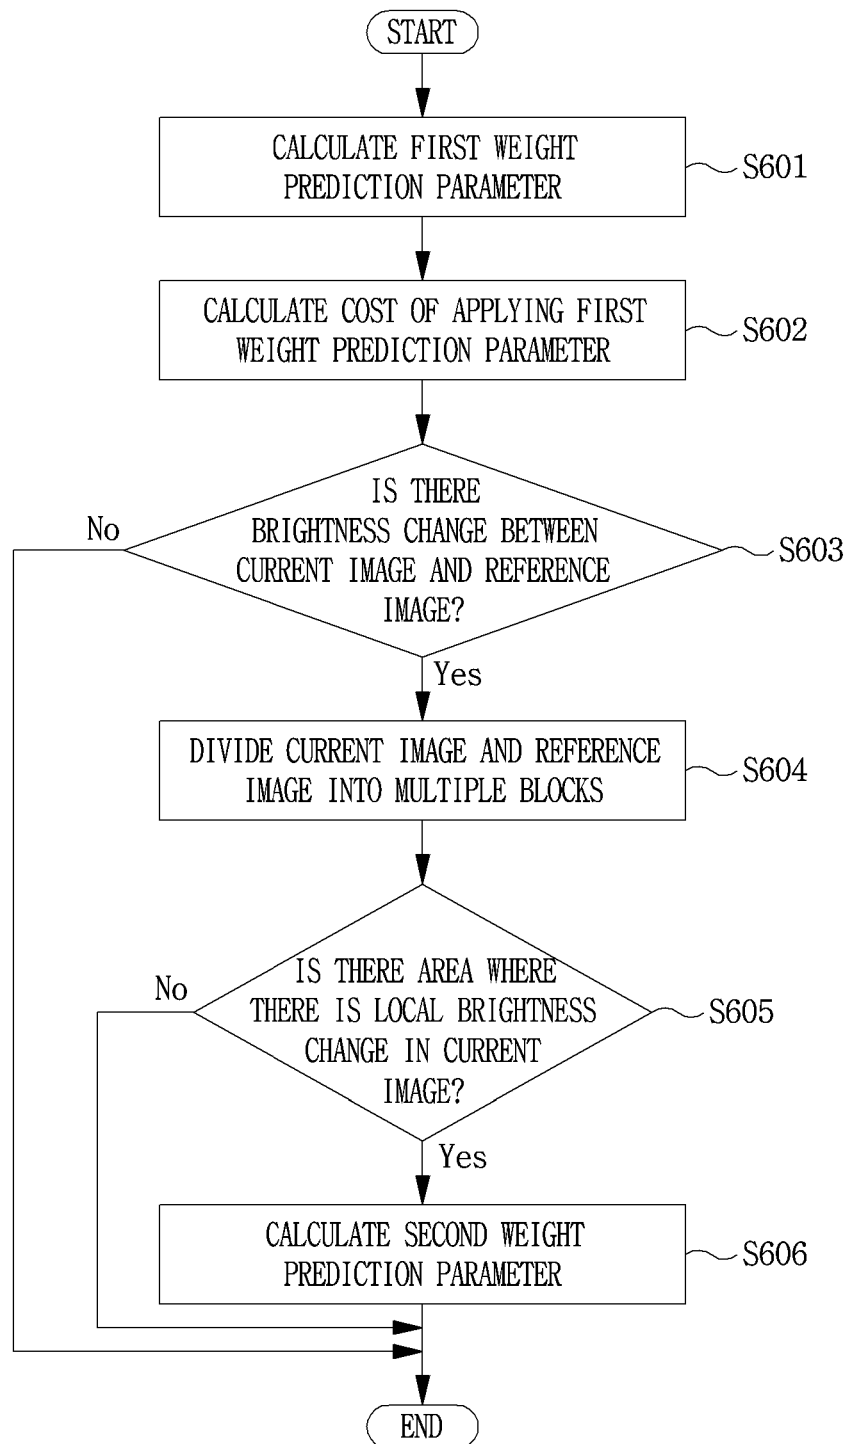 START
CALCULATE FIRST WEIGHT
PREDICTION PARAMETER
S601
CALCULATE COST OF APPLYING FIRST
WEIGHT PREDICTION PARAMETER
S602
IS THERE
BRIGHTNESS CHANGE BETWEEN
CURRENT IMAGE AND REFERENCE
IMAGE?
No
S603
Yes
DIVIDE CURRENT IMAGE AND REFERENCE
IMAGE INTO MULTIPLE BLOCKS
S604
IS THERE AREA WHERE
THERE IS LOCAL BRIGHTNESS
CHANGE IN CURRENT
IMAGE?
No
S605
Yes
CALCULATE SECOND WEIGHT
PREDICTION PARAMETER
S606
END